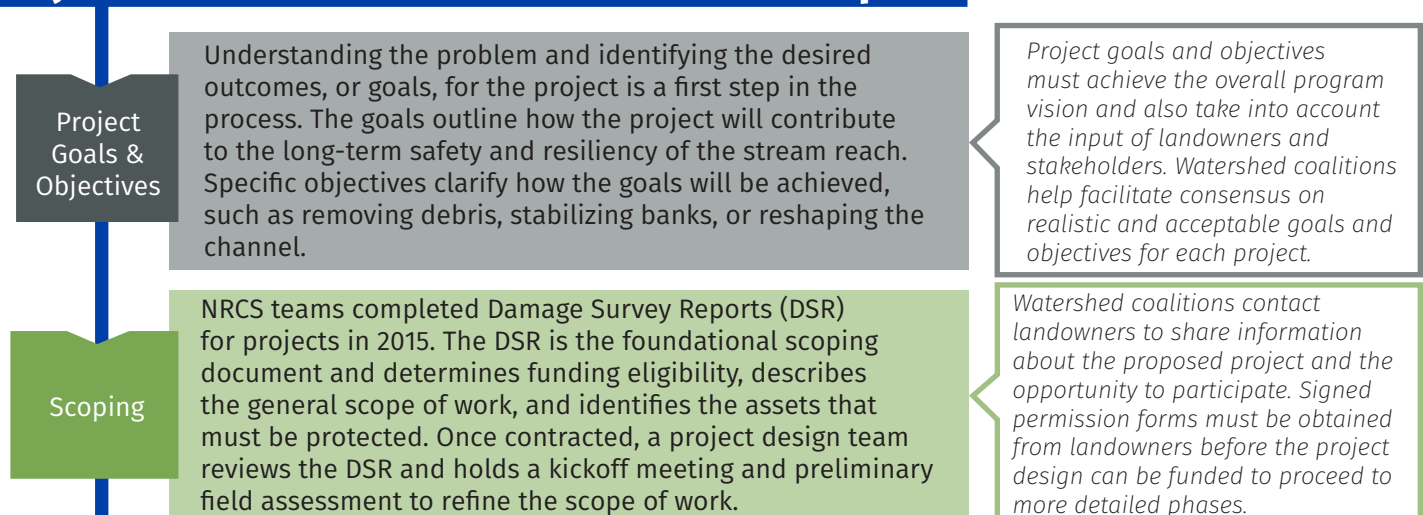 Project
Goals &
Objectives
Understanding the problem and identifying the desired
outcomes, or goals, for the project is a first step in the
process. The goals outline how the project will contribute
to the long-term safety and resiliency of the stream reach.
Specific objectives clarify how the goals will be achieved,
such as removing debris, stabilizing banks, or reshaping the
channel.
Project goals and objectives
must achieve the overall program
vision and also take into account
the input of landowners and
stakeholders. Watershed coalitions
help facilitate consensus on
realistic and acceptable goals and
objectives for each project.
Scoping
NRCS teams completed Damage Survey Reports (DSR)
for projects in 2015. The DSR is the foundational scoping
document and determines funding eligibility, describes
the general scope of work, and identifies the assets that
must be protected. Once contracted, a project design team
reviews the DSR and holds a kickoff meeting and preliminary
field assessment to refine the scope of work.
Watershed coalitions contact
landowners to share information
about the proposed project and the
opportunity to participate. Signed
permission forms must be obtained
from landowners before the project
design can be funded to proceed to
more detailed phases.